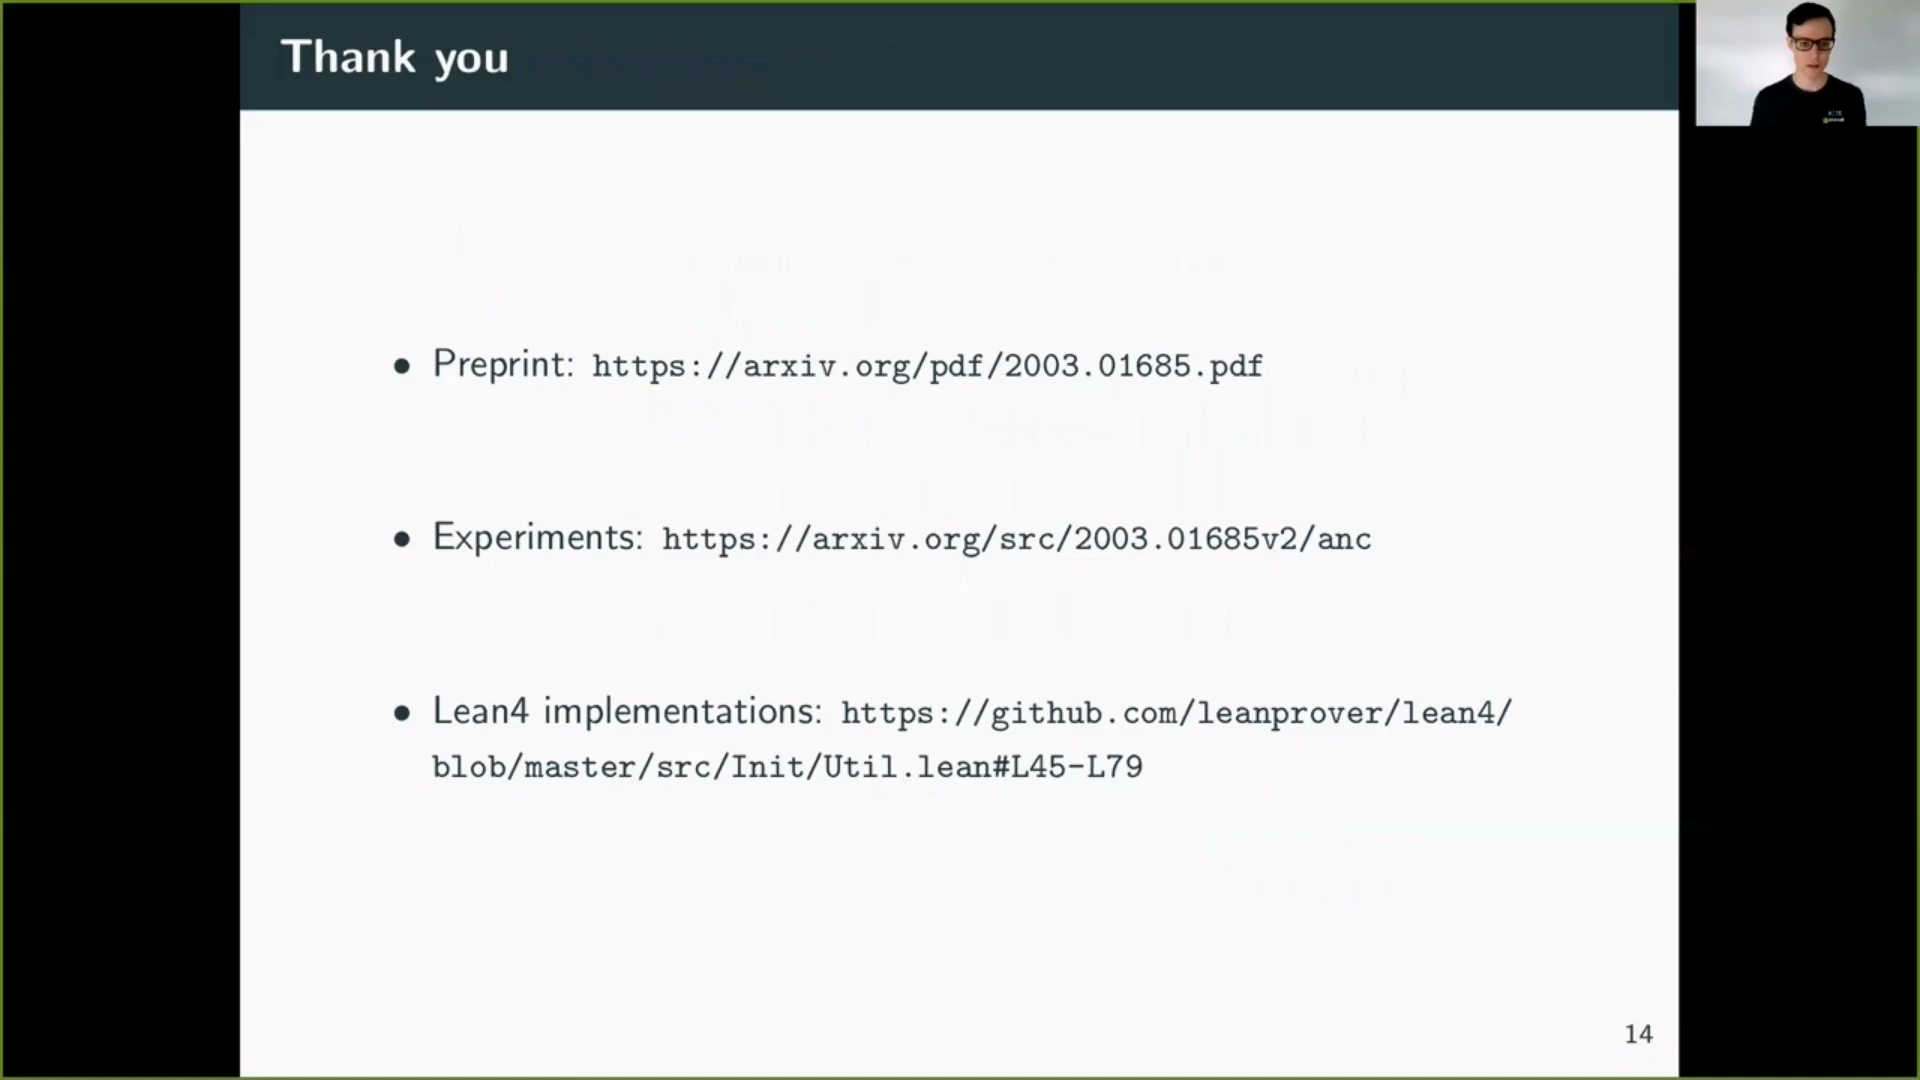 Thank you
• Preprint: https://arxiv.org/pdf/2003.01685.pdf
• Experiments: https://arxiv.org/src/2003.01685v2/anc
• Lean4 implementations: https://github.com/leanprover/lean4/
blob/master/src/Init/Util.lean#L45-L79
14